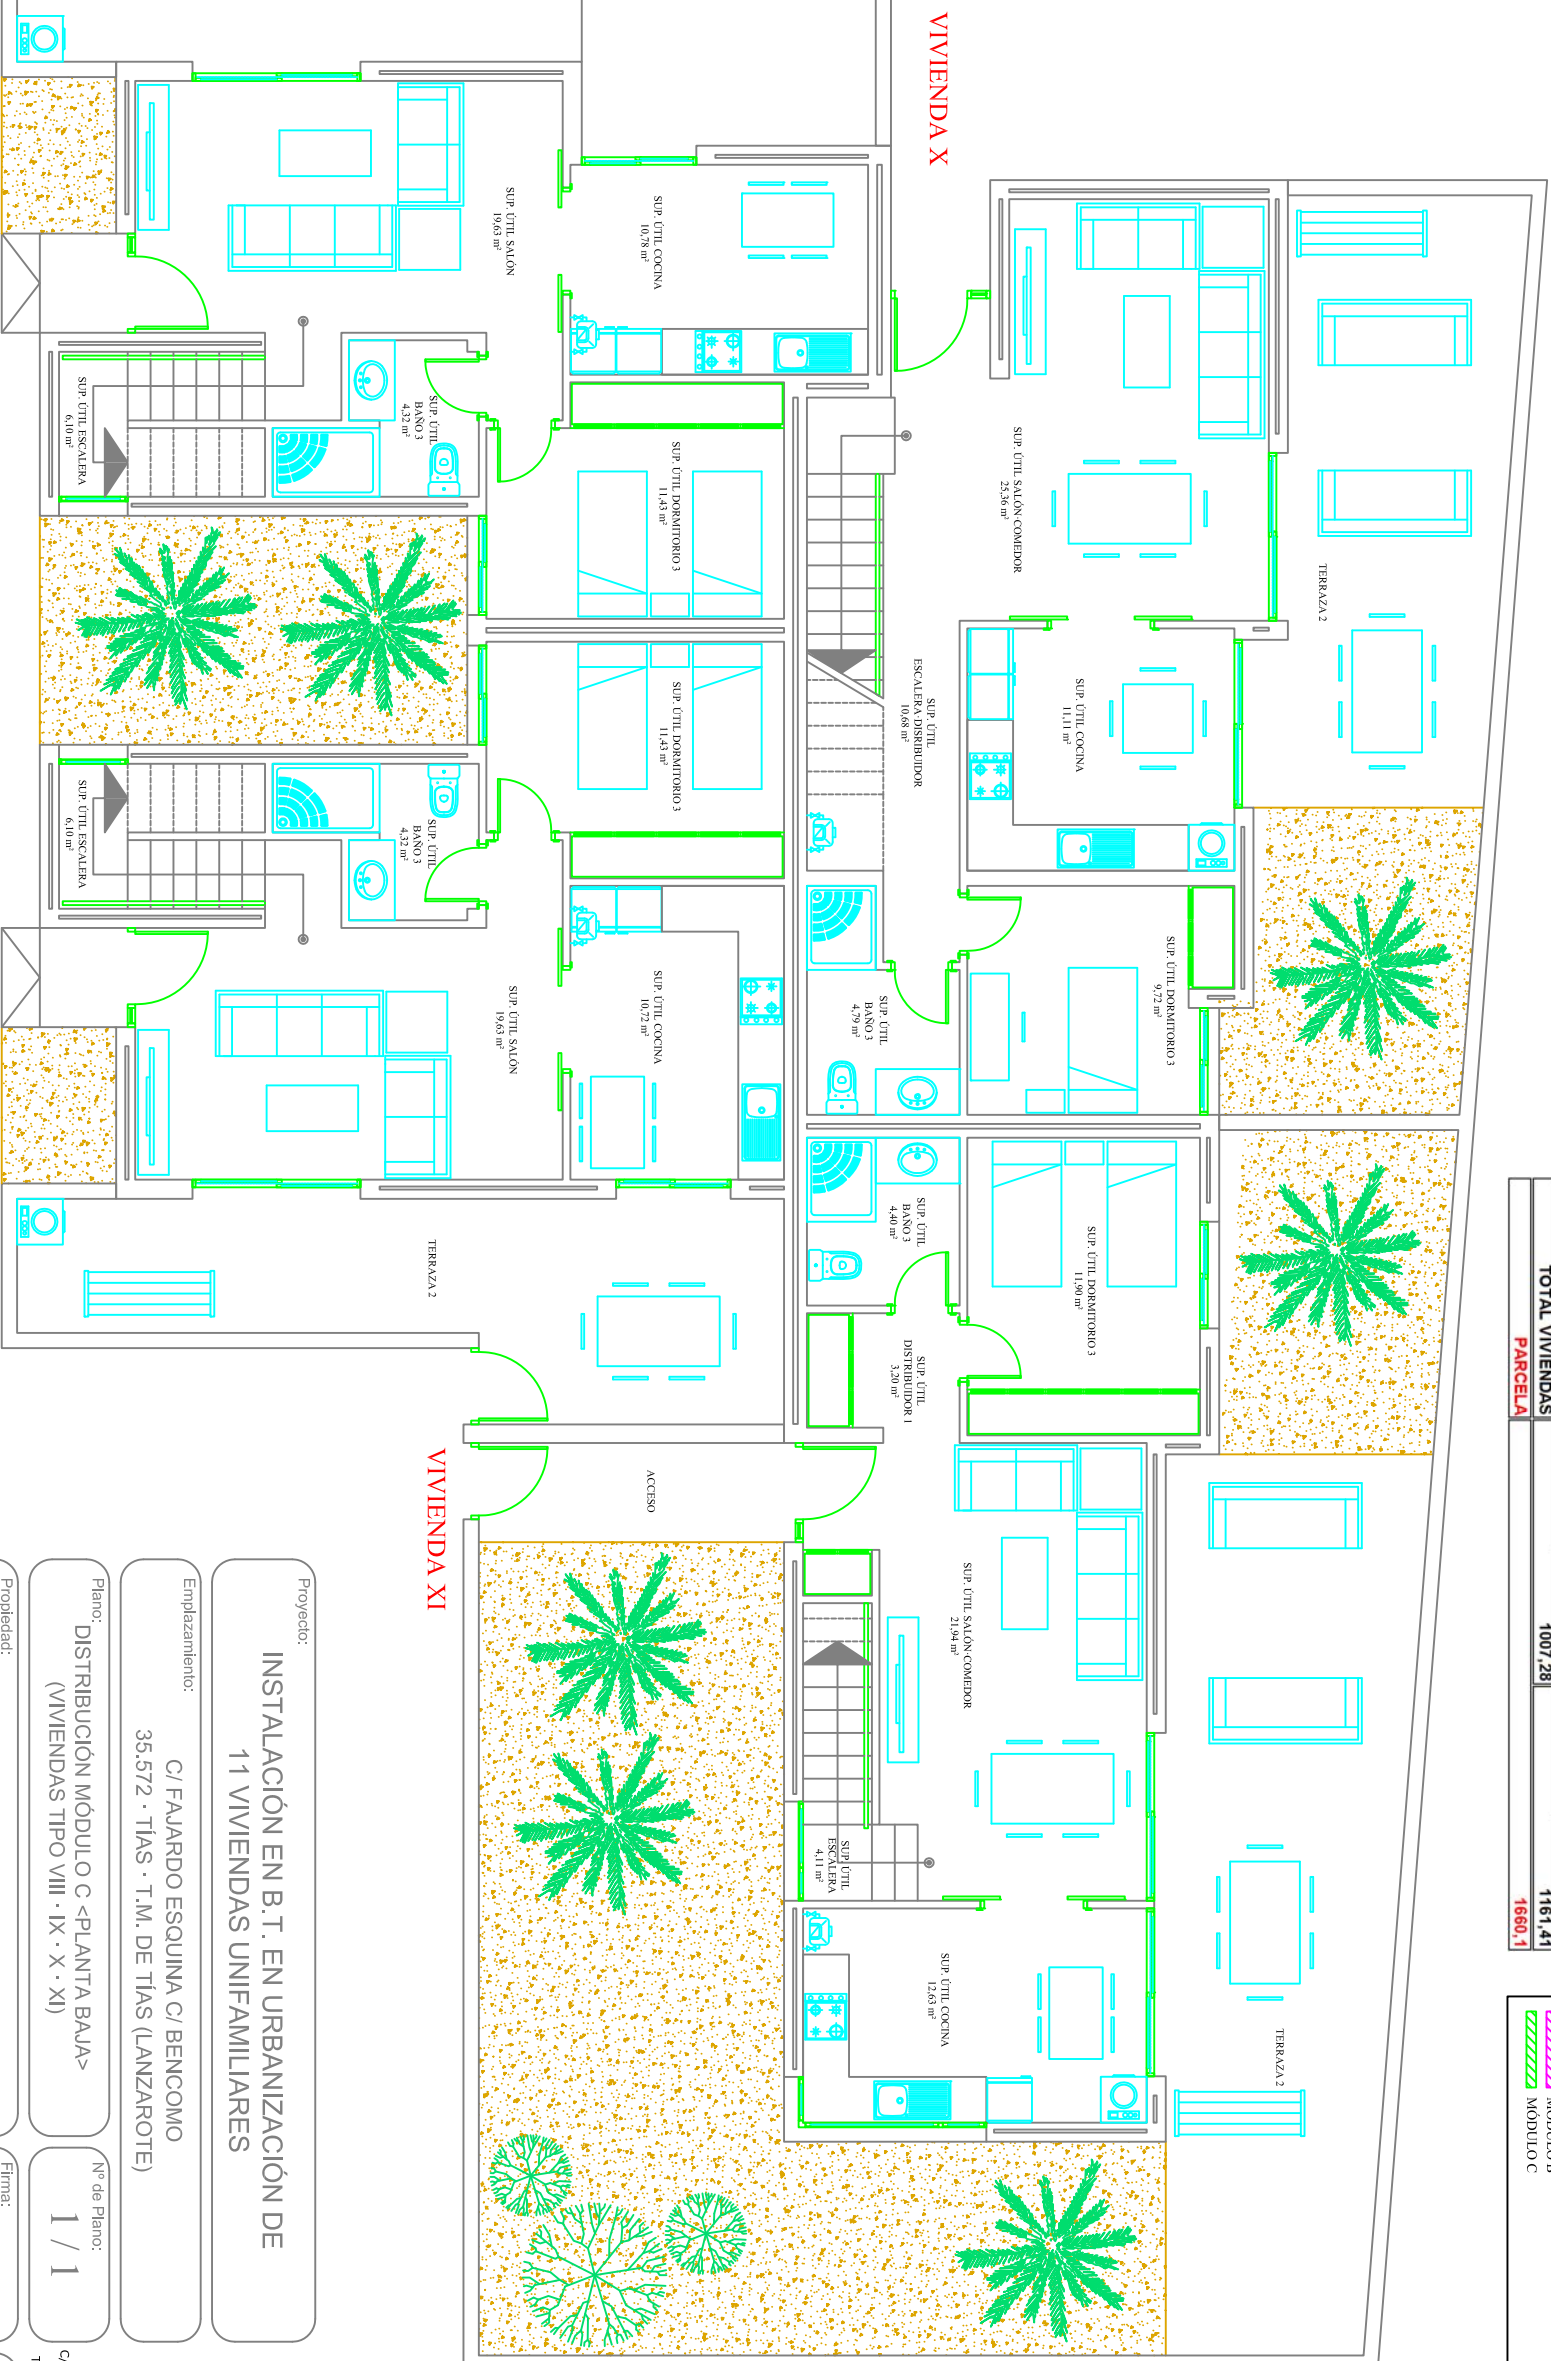 VIVIENDA X
TERRAZA 2
SUP. ÚTIL SALÓN-COMEDOR
25,36 m²
SUP. ÚTIL COCINA
11,11 m²
SUP. ÚTIL
ESCALERA-DISRIBUIDOR
10,68 m²
SUP. ÚTIL DORMITORIO 3
9,72 m²
SUP. ÚTIL
BAÑO 3
4,79 m²
SUP. ÚTIL COCINA
10,78 m²
SUP. ÚTIL SALÓN
19,63 m²
SUP. ÚTIL
BAÑO 3
4,32 m²
SUP. ÚTIL ESCALERA
6,10 m²
SUP. ÚTIL DORMITORIO 3
11,43 m²
SUP. ÚTIL DORMITORIO 3
11,43 m²
SUP. ÚTIL
BAÑO 3
4,32 m²
SUP. ÚTIL ESCALERA
6,10 m²
SUP. ÚTIL COCINA
10,72 m²
SUP. ÚTIL SALÓN
19,63 m²
TERRAZA 2
SUP. ÚTIL
BAÑO 3
4,40 m²
SUP. ÚTIL DORMITORIO 3
11,90 m²
SUP. ÚTIL
DISTRIBUIDOR 1
3,20 m²
ACCESO
VIVIENDA XI
SUP. ÚTIL SALÓN-COMEDOR
21,94 m²
SUP. ÚTIL
ESCALERA
4,11 m²
SUP. ÚTIL COCINA
12,63 m²
TERRAZA 2
TOTAL VIVIENDAS 1007,28 1161,41
PARCELA 1660,1
MÓDULO B
MÓDULO C
Proyecto:
INSTALACIÓN EN B.T. EN URBANIZACIÓN DE
11 VIVIENDAS UNIFAMILIARES
Emplazamiento:
C/ FAJARDO ESQUINA C/ BENCOMO
35.572 · TÍAS · T.M. DE TÍAS (LANZAROTE)
Plano:
DISTRIBUCIÓN MÓDULO C <PLANTA BAJA>
(VIVIENDAS TIPO VIII · IX · X · XI)
Nº de Plano:
1 / 1
Propiedad:
Firma: